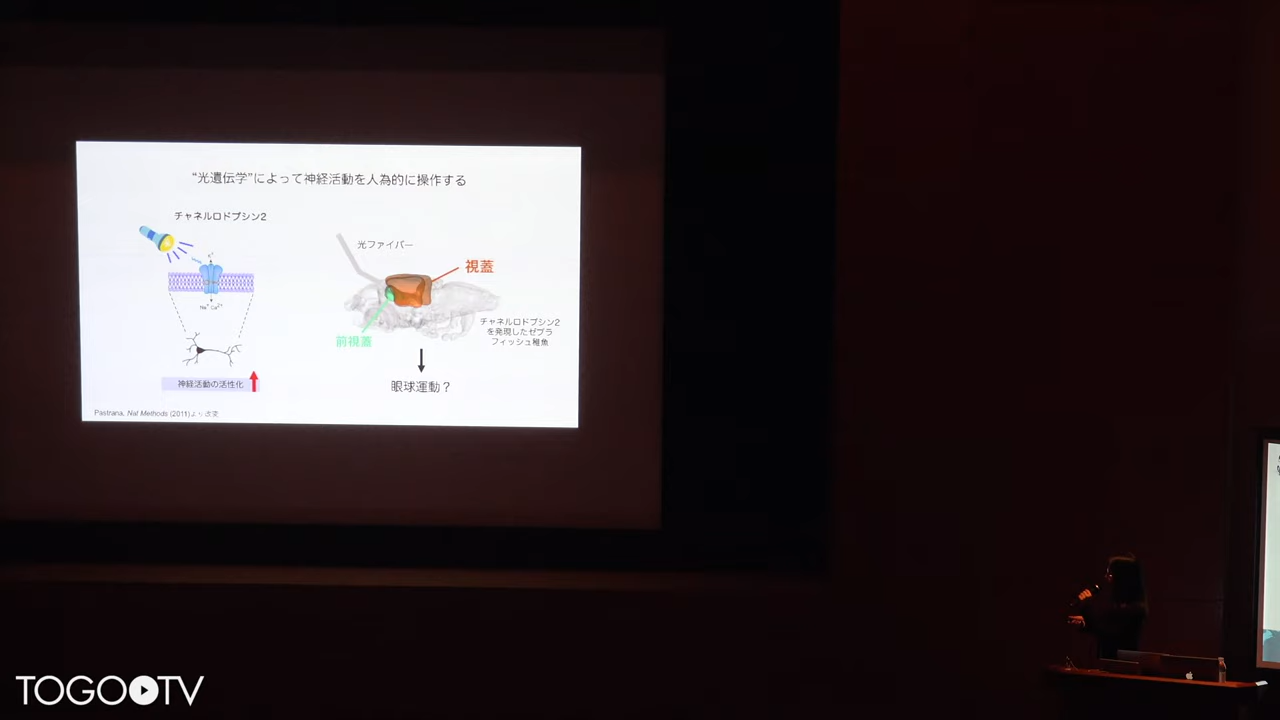 “光遺伝学”によって神経活動を人為的に操作する
チャネルロドプシン2
光ファイバー
視蓋
前視蓋
チャネルロドプシン2
を発現したゼブラ
フィッシュ稚魚
Na⁺ Ca²⁺
神経活動の活性化
眼球運動？
Pastrana, Nat Methods (2011)より改変
TOGOTV